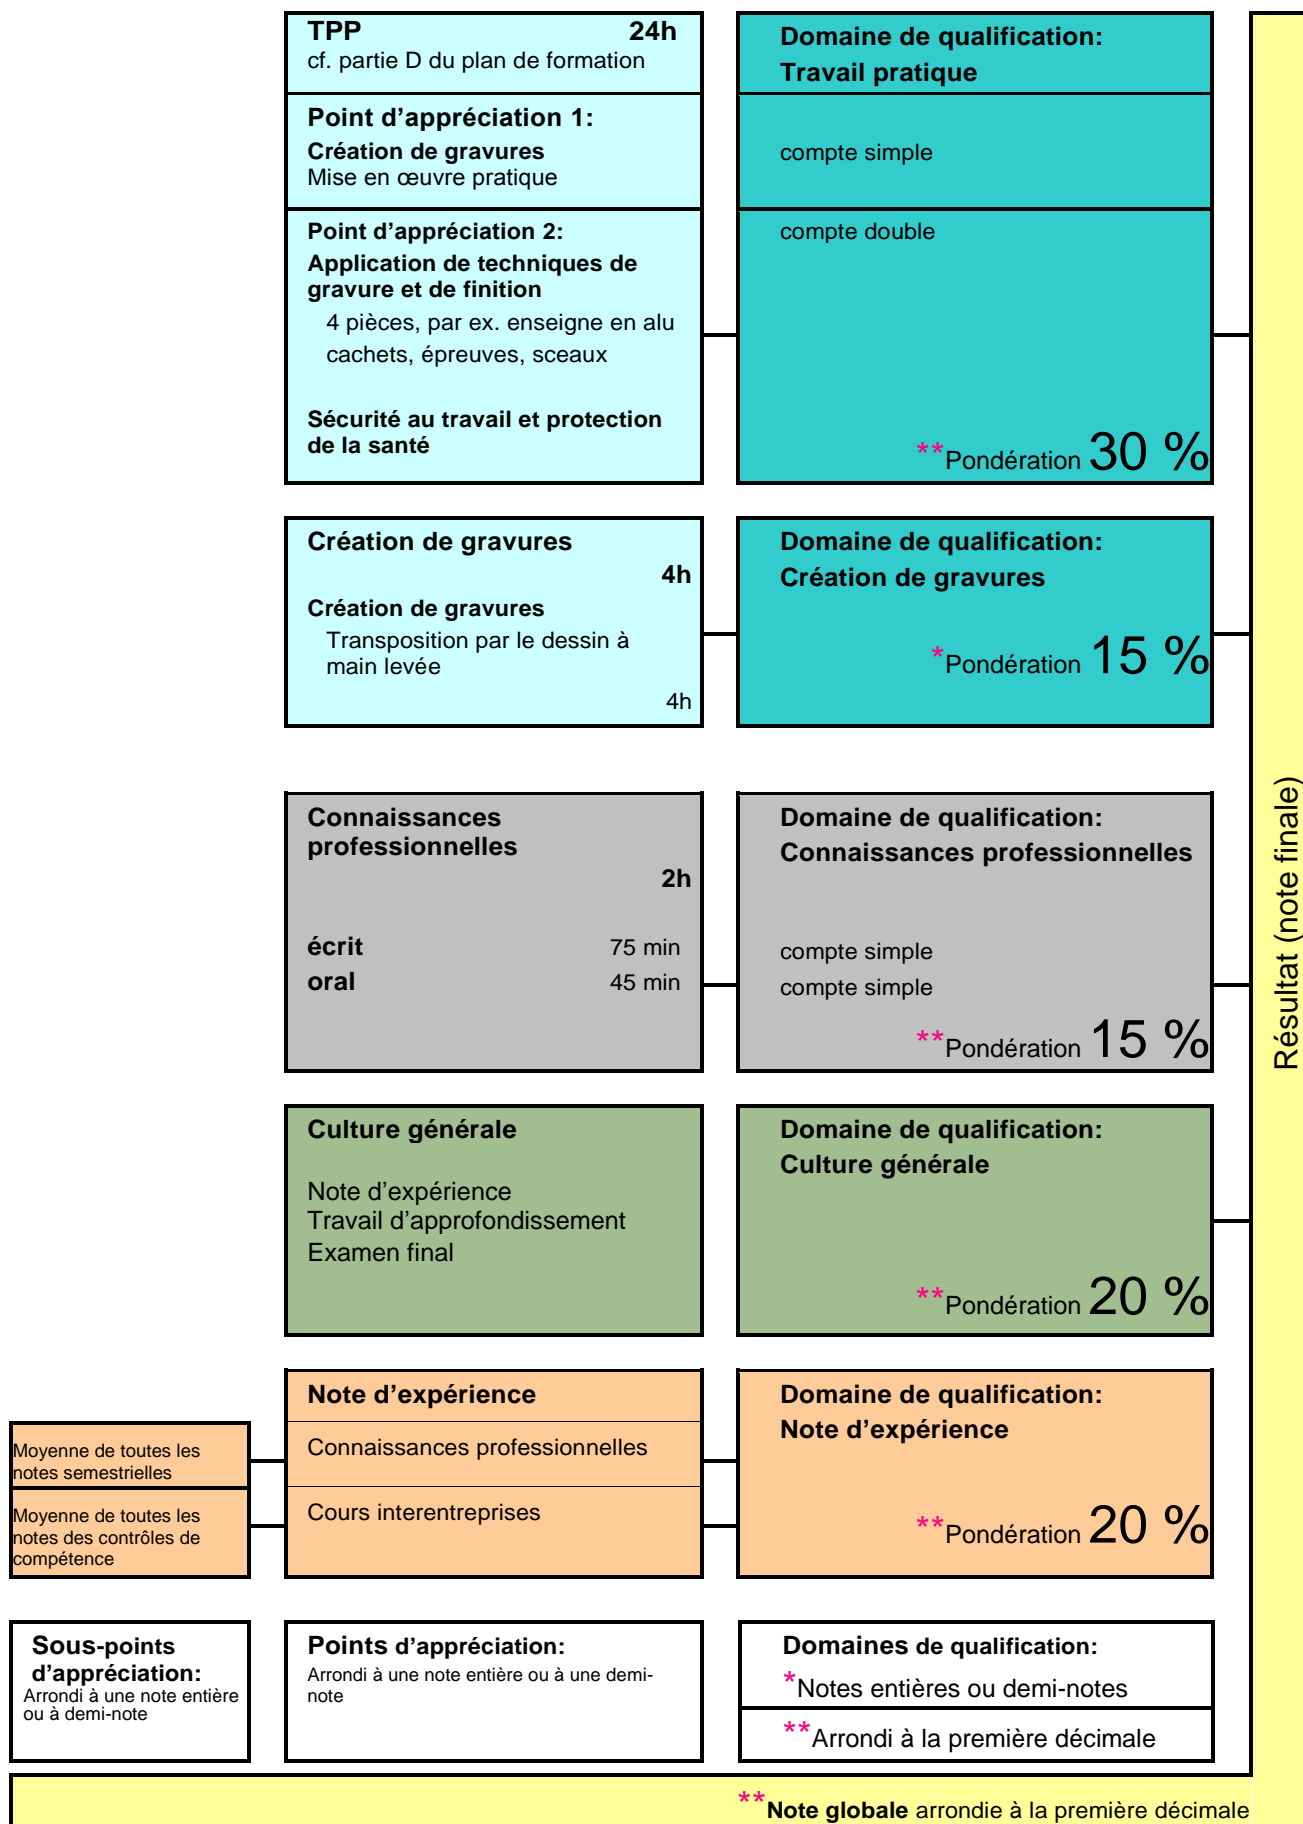 TPP 24h
cf. partie D du plan de formation
Domaine de qualification:
Travail pratique
Point d'appréciation 1:
Création de gravures
Mise en œuvre pratique
compte simple
Point d'appréciation 2:
Application de techniques de
gravure et de finition
4 pièces, par ex. enseigne en alu
cachets, épreuves, sceaux
Sécurité au travail et protection
de la santé
compte double
**Pondération 30 %
Création de gravures
4h
Création de gravures
Transposition par le dessin à
main levée
4h
Domaine de qualification:
Création de gravures
*Pondération 15 %
Connaissances
professionnelles
2h
écrit 75 min
oral 45 min
Domaine de qualification:
Connaissances professionnelles
compte simple
compte simple
**Pondération 15 %
Culture générale
Note d'expérience
Travail d'approfondissement
Examen final
Domaine de qualification:
Culture générale
**Pondération 20 %
Moyenne de toutes les
notes semestrielles
Moyenne de toutes les
notes des contrôles de
compétence
Note d'expérience
Connaissances professionnelles
Cours interentreprises
Domaine de qualification:
Note d'expérience
**Pondération 20 %
Résultat (note finale)
Sous-points
d'appréciation:
Arrondi à une note entière
ou à demi-note
Points d'appréciation:
Arrondi à une note entière ou à une demi-
note
Domaines de qualification:
*Notes entières ou demi-notes
**Arrondi à la première décimale
**Note globale arrondie à la première décimale